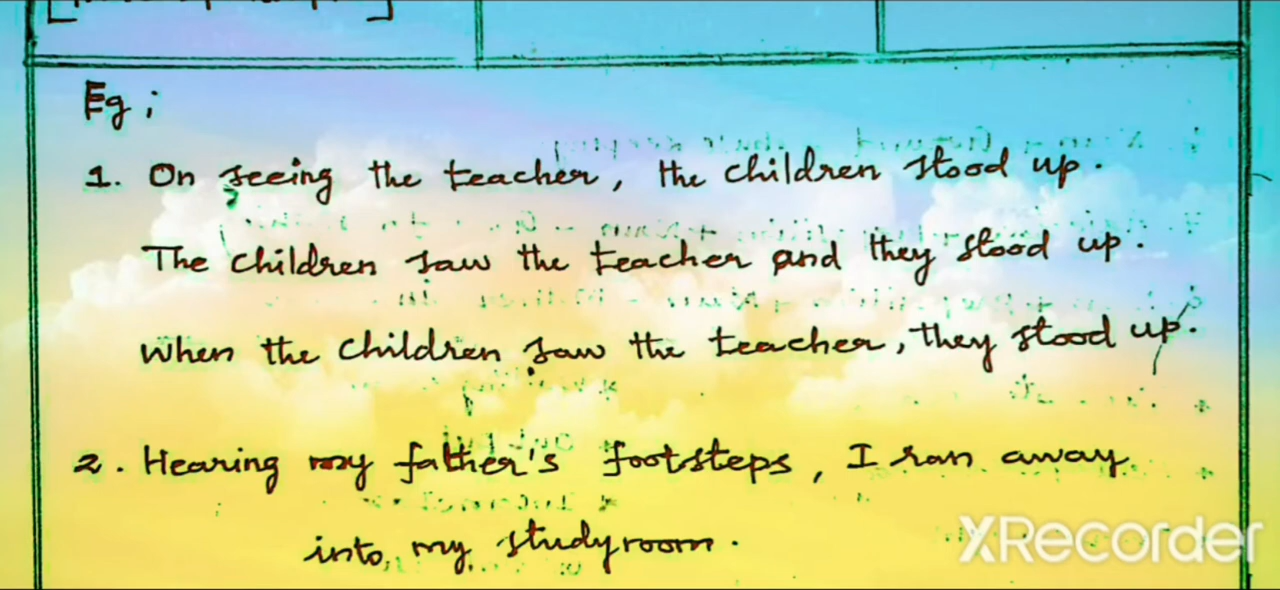 Eg ;
1. On seeing the teacher, the children stood up.
The children saw the teacher and they stood up.
When the children saw the teacher, they stood up.
2. Hearing my father's footsteps, I ran away
into my studyroom.
XRecorder